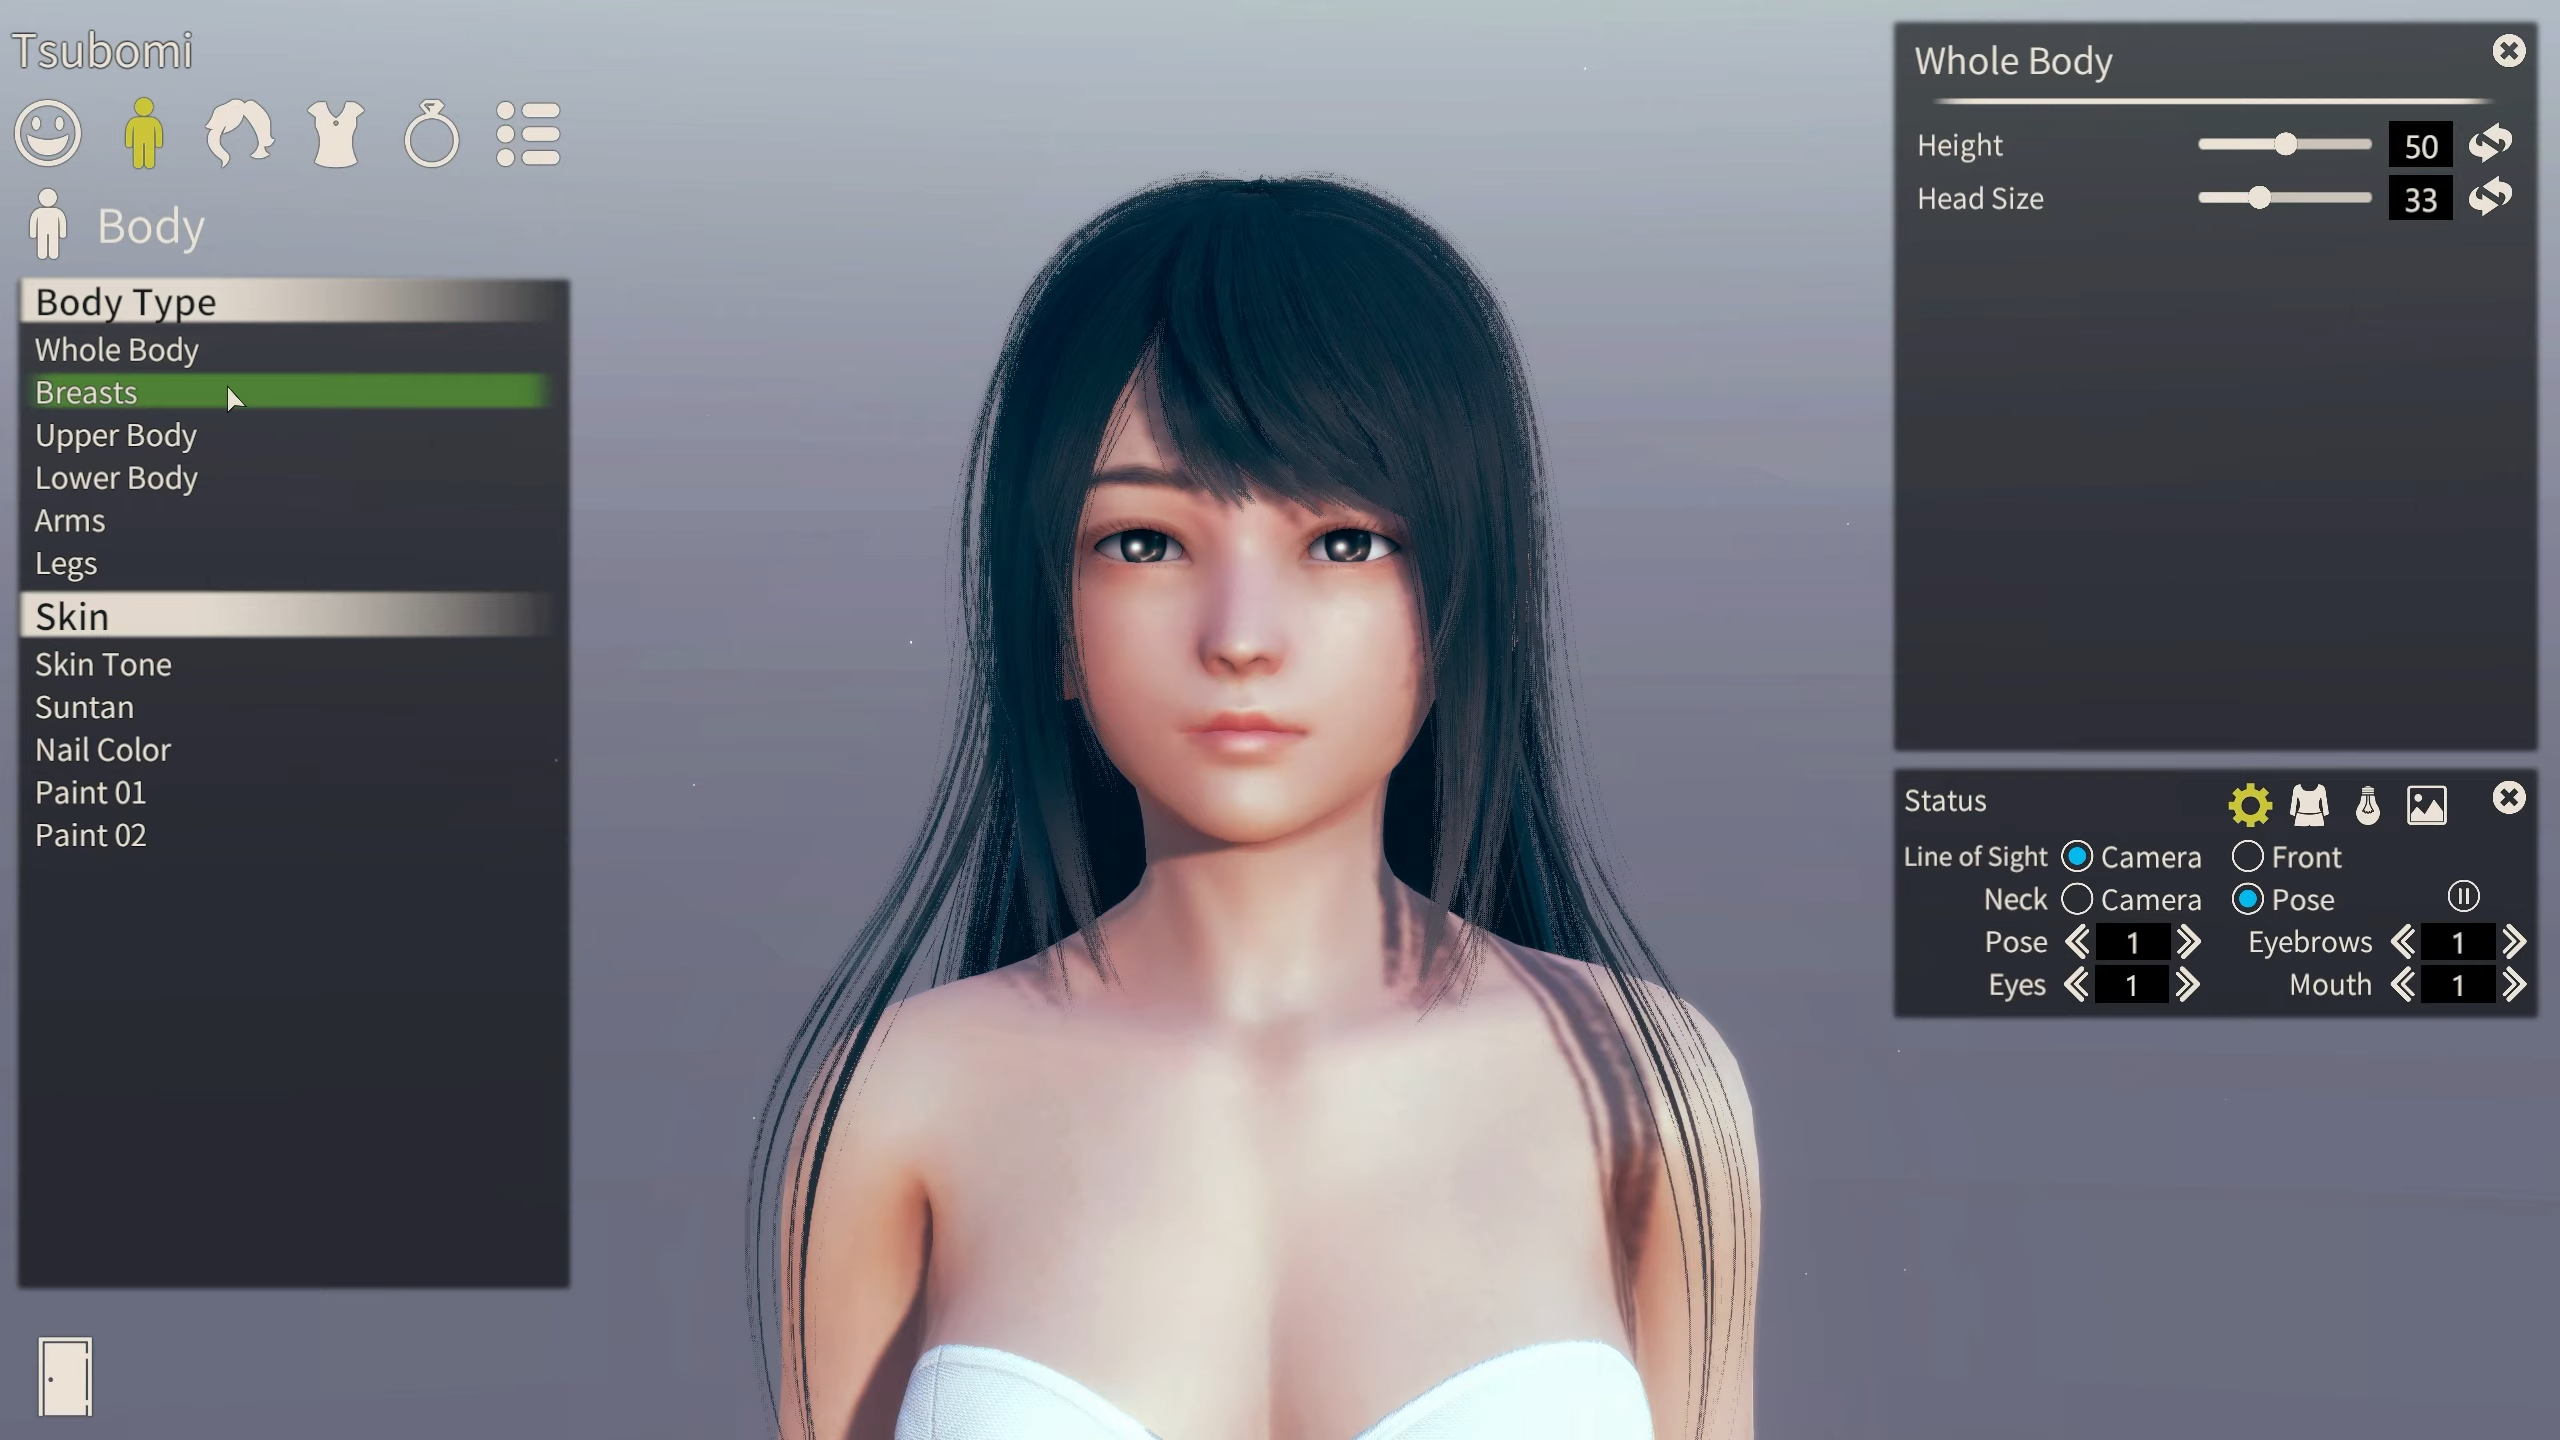 Tsubomi
Body
Body Type
Whole Body
Breasts
Upper Body
Lower Body
Arms
Legs
Skin
Skin Tone
Suntan
Nail Color
Paint 01
Paint 02
Whole Body
Height 50
Head Size 33
Status
Line of Sight Camera Front
Neck Camera Pose
Pose 1 Eyebrows 1
Eyes 1 Mouth 1